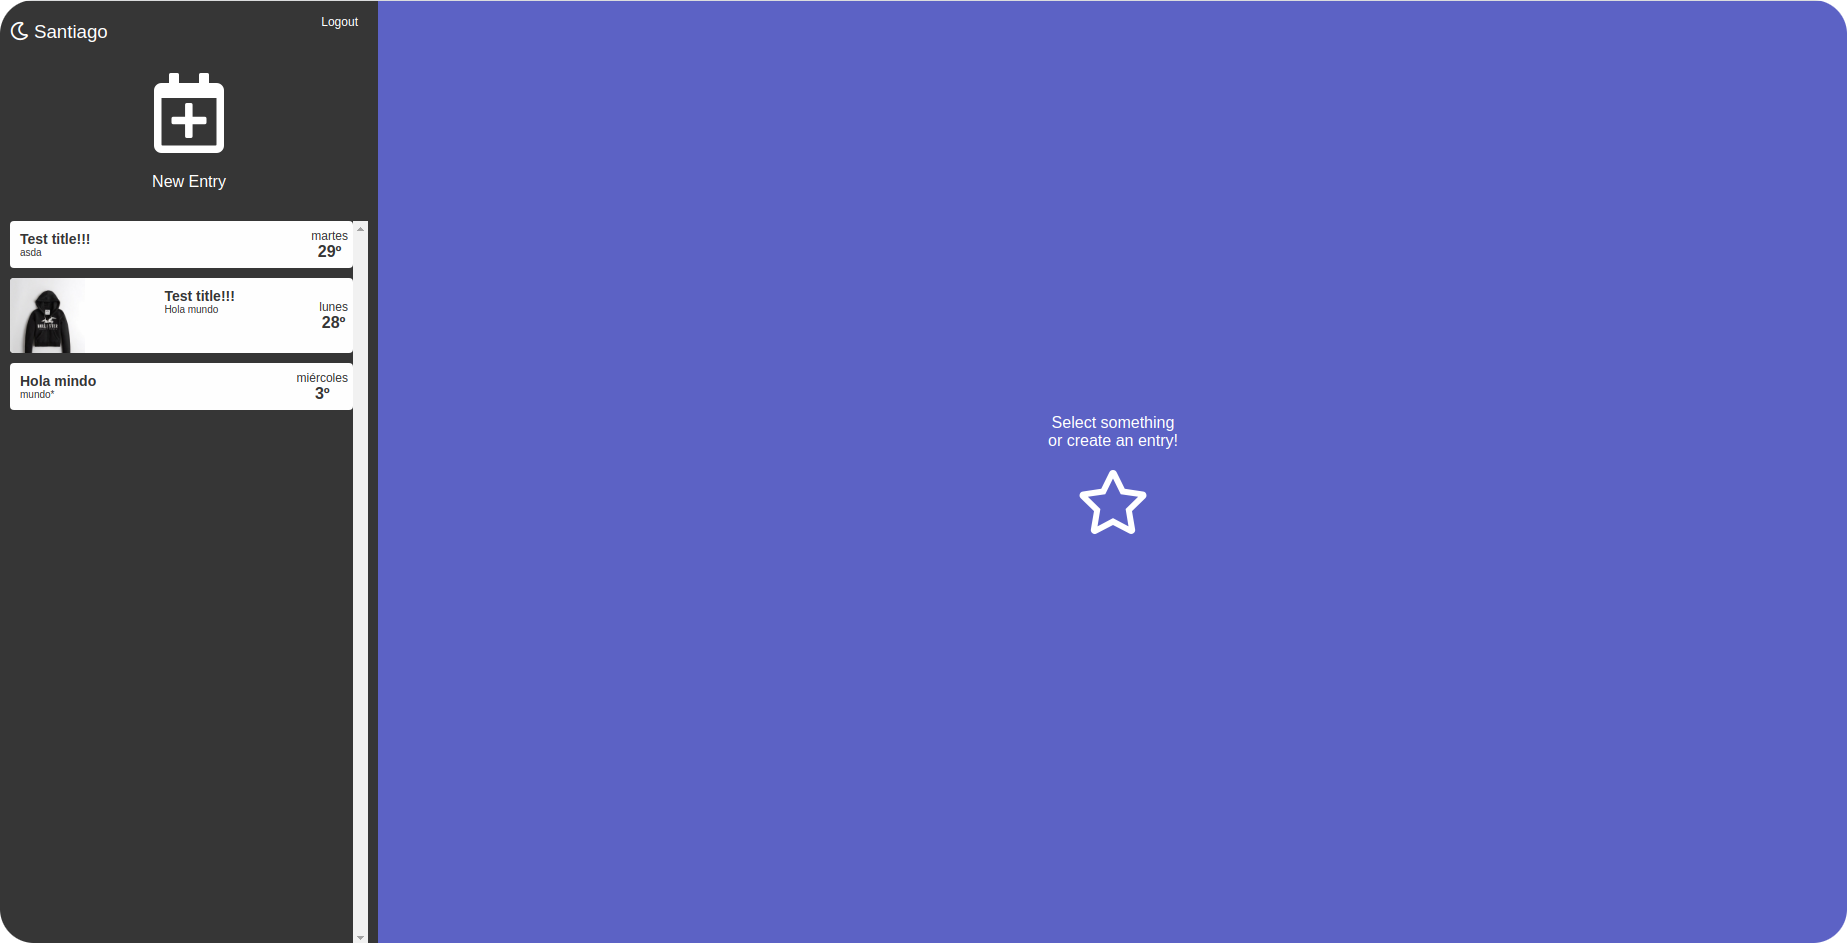 Santiago
Logout
New Entry
Test title!!!
asda
martes
29º
Test title!!!
Hola mundo
lunes
28º
Hola mindo
mundo*
miércoles
3º
Select something
or create an entry!